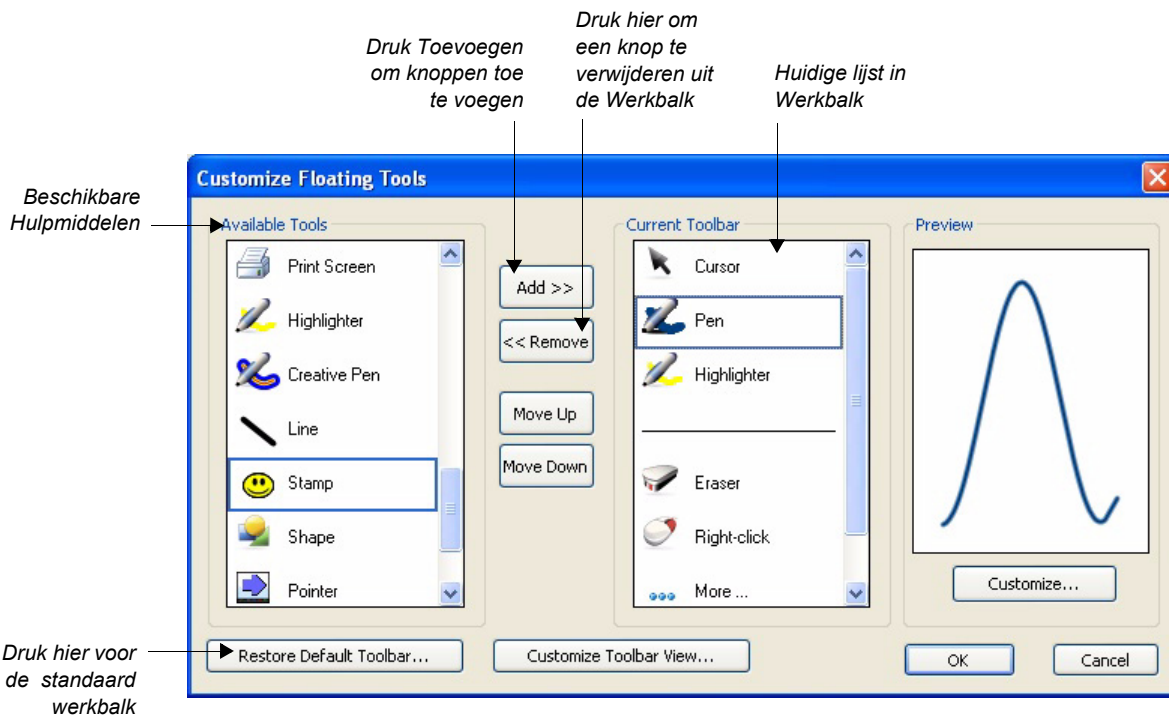 Druk Toevoegen
om knoppen toe
te voegen
Druk hier om
een knop te
verwijderen uit
de Werkbalk
Huidige lijst in
Werkbalk
Beschikbare
Hulpmiddelen
Customize Floating Tools
Available Tools
Print Screen
Highlighter
Creative Pen
Line
Stamp
Shape
Pointer
Add >>
<< Remove
Move Up
Move Down
Current Toolbar
Cursor
Pen
Highlighter
Eraser
Right-click
More ...
Preview
Customize...
Druk hier voor
de standaard
werkbalk
Restore Default Toolbar...
Customize Toolbar View...
OK
Cancel